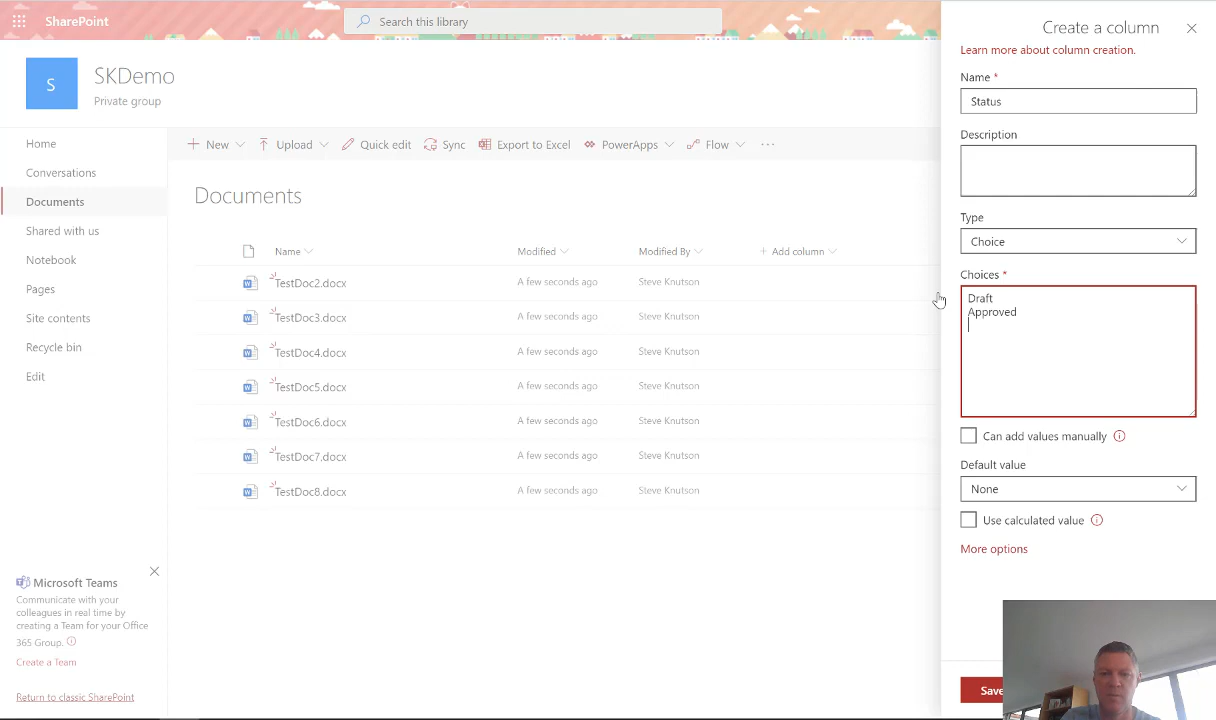 SharePoint
Search this library
S
SKDemo
Private group
Home
Conversations
Documents
Shared with us
Notebook
Pages
Site contents
Recycle bin
Edit
New
Upload
Quick edit
Sync
Export to Excel
PowerApps
Flow
Documents
Name
Modified
Modified By
Add column
TestDoc2.docx
A few seconds ago
Steve Knutson
TestDoc3.docx
A few seconds ago
Steve Knutson
TestDoc4.docx
A few seconds ago
Steve Knutson
TestDoc5.docx
A few seconds ago
Steve Knutson
TestDoc6.docx
A few seconds ago
Steve Knutson
TestDoc7.docx
A few seconds ago
Steve Knutson
TestDoc8.docx
A few seconds ago
Steve Knutson
Microsoft Teams
Communicate with your
colleagues in real time by
creating a Team for your Office
365 Group.
Create a Team
Return to classic SharePoint
Create a column
Learn more about column creation.
Name *
Status
Description
Type
Choice
Choices *
Draft
Approved
Can add values manually
Default value
None
Use calculated value
More options
Save